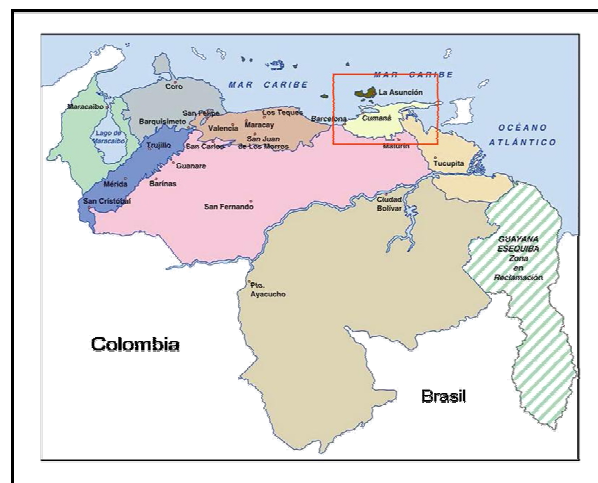 MAR CARIBE
MAR CARIBE
Coro
La Asunción
Maracaibo
San Felipe
Los Teques
Barcelona
Cumaná
Barquisimeto
Valencia
Maracay
OCÉANO
ATLÁNTICO
Lago de
Maracaibo
Trujillo
San Carlos
San Juan
de Los Morros
Maturín
Guanare
Tucupita
Mérida
Barinas
San Cristóbal
San Fernando
Ciudad
Bolívar
GUAYANA
ESEQUIBA
Zona
en
Reclamación
Pto.
Ayacucho
Colombia
Brasil